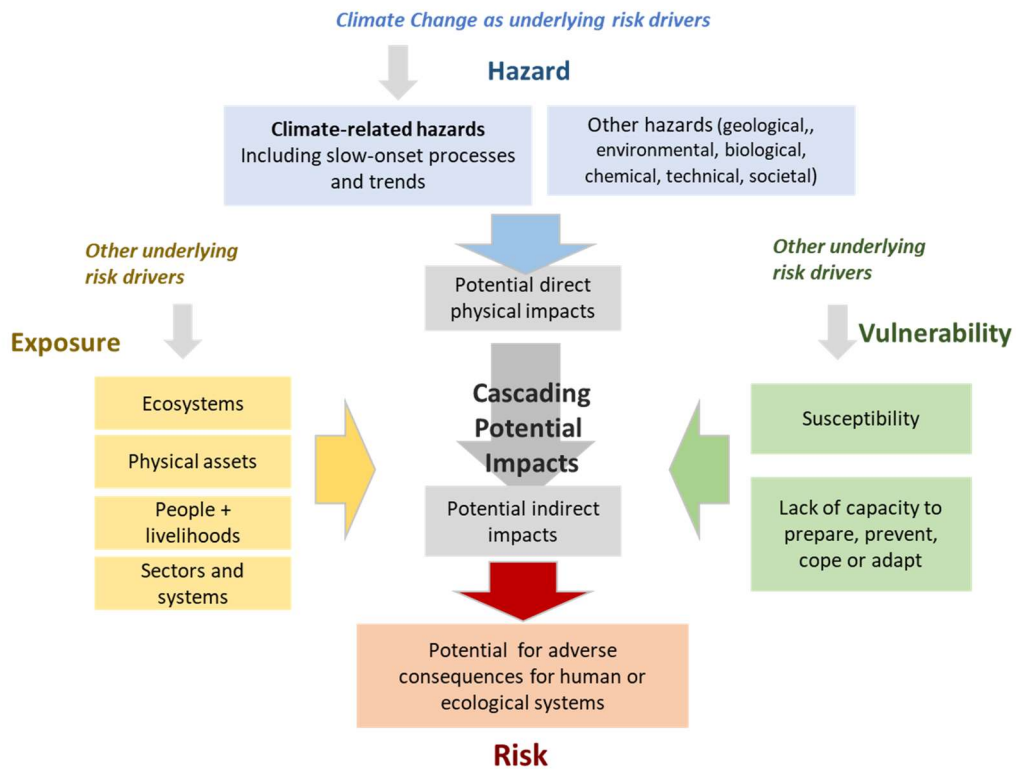 Climate Change as underlying risk drivers
Hazard
Climate-related hazards
Including slow-onset processes
and trends
Other hazards (geological,,
environmental, biological,
chemical, technical, societal)
Other underlying
risk drivers
Other underlying
risk drivers
Potential direct
physical impacts
Exposure
Vulnerability
Ecosystems
Physical assets
People +
livelihoods
Sectors and
systems
Cascading
Potential
Impacts
Susceptibility
Lack of capacity to
prepare, prevent,
cope or adapt
Potential indirect
impacts
Potential for adverse
consequences for human or
ecological systems
Risk